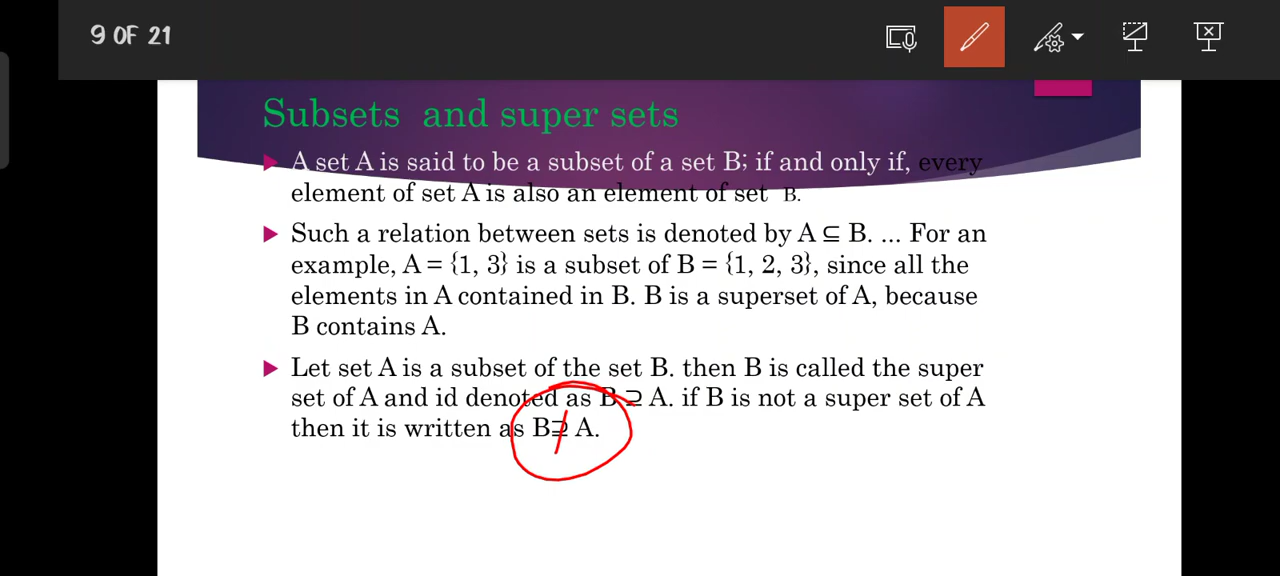 9 OF 21
Subsets and super sets
A set A is said to be a subset of a set B; if and only if, every
element of set A is also an element of set B.
Such a relation between sets is denoted by A ⊆ B. ... For an
example, A = {1, 3} is a subset of B = {1, 2, 3}, since all the
elements in A contained in B. B is a superset of A, because
B contains A.
Let set A is a subset of the set B. then B is called the super
set of A and id denoted as B ⊇ A. if B is not a super set of A
then it is written as B⊉ A.